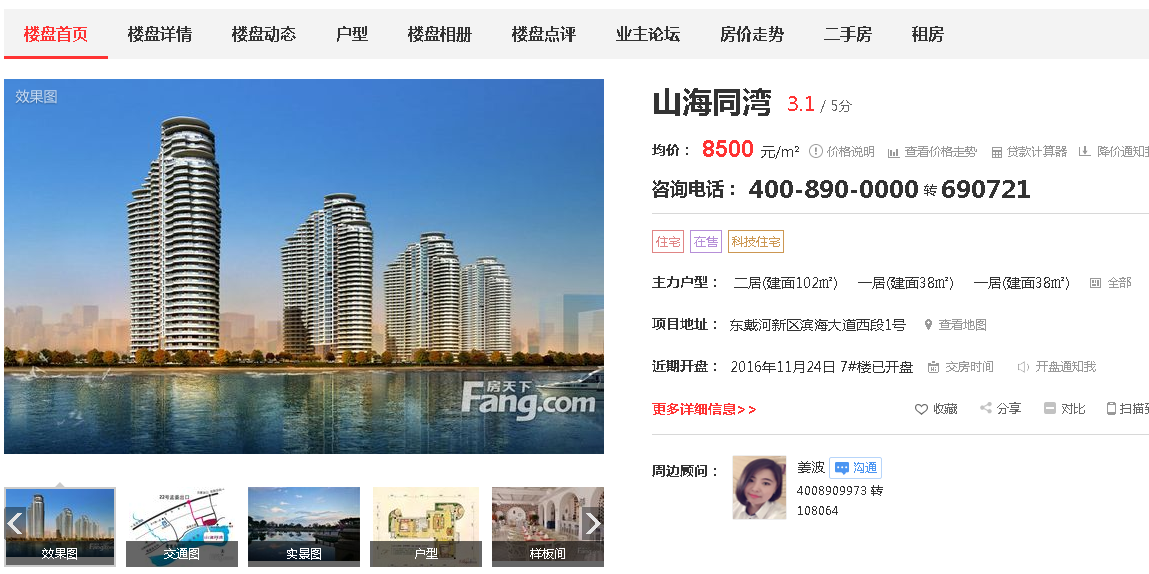 楼盘首页 楼盘详情 楼盘动态 户型 楼盘相册 楼盘点评 业主论坛 房价走势 二手房 租房
效果图
山海同湾 3.1 / 5分
均价： 8500 元/m² 价格说明 查看价格走势 贷款计算器 降价通知
咨询电话： 400-890-0000 转 690721
住宅 在售 科技住宅
主力户型： 二居(建面102㎡) 一居(建面38㎡) 一居(建面38㎡) 全部
项目地址： 东戴河新区滨海大道西段1号 查看地图
近期开盘： 2016年11月24日 7#楼已开盘 交房时间 开盘通知我
房天下
Fang.com
更多详细信息>> 收藏 分享 对比 扫描
周边顾问： 姜波 沟通
4008909973 转
108064
效果图 交通图 实景图 户型 样板间